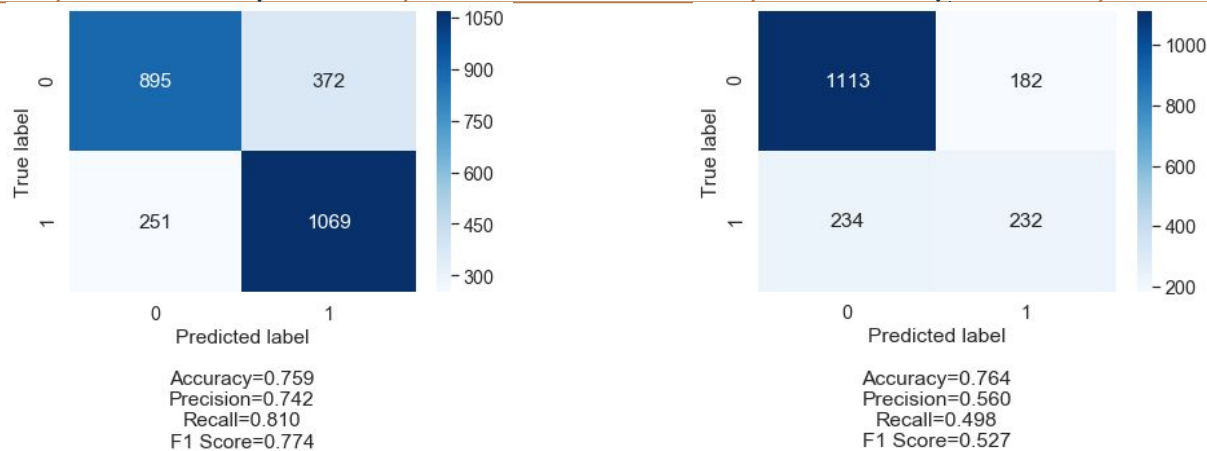 1050
0
895
372
900
750
True label
600
1
251
1069
450
300
0
1
Predicted label
Accuracy=0.759
Precision=0.742
Recall=0.810
F1 Score=0.774
1000
0
1113
182
800
True label
600
1
234
232
400
200
0
1
Predicted label
Accuracy=0.764
Precision=0.560
Recall=0.498
F1 Score=0.527